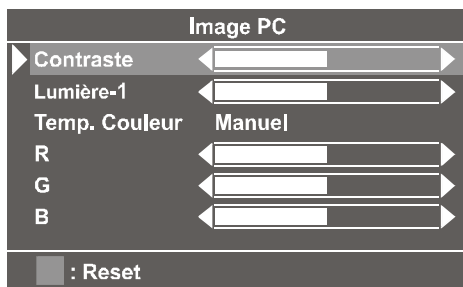 Image PC
Contraste
Lumière-1
Temp. Couleur Manuel
R
G
B
: Reset